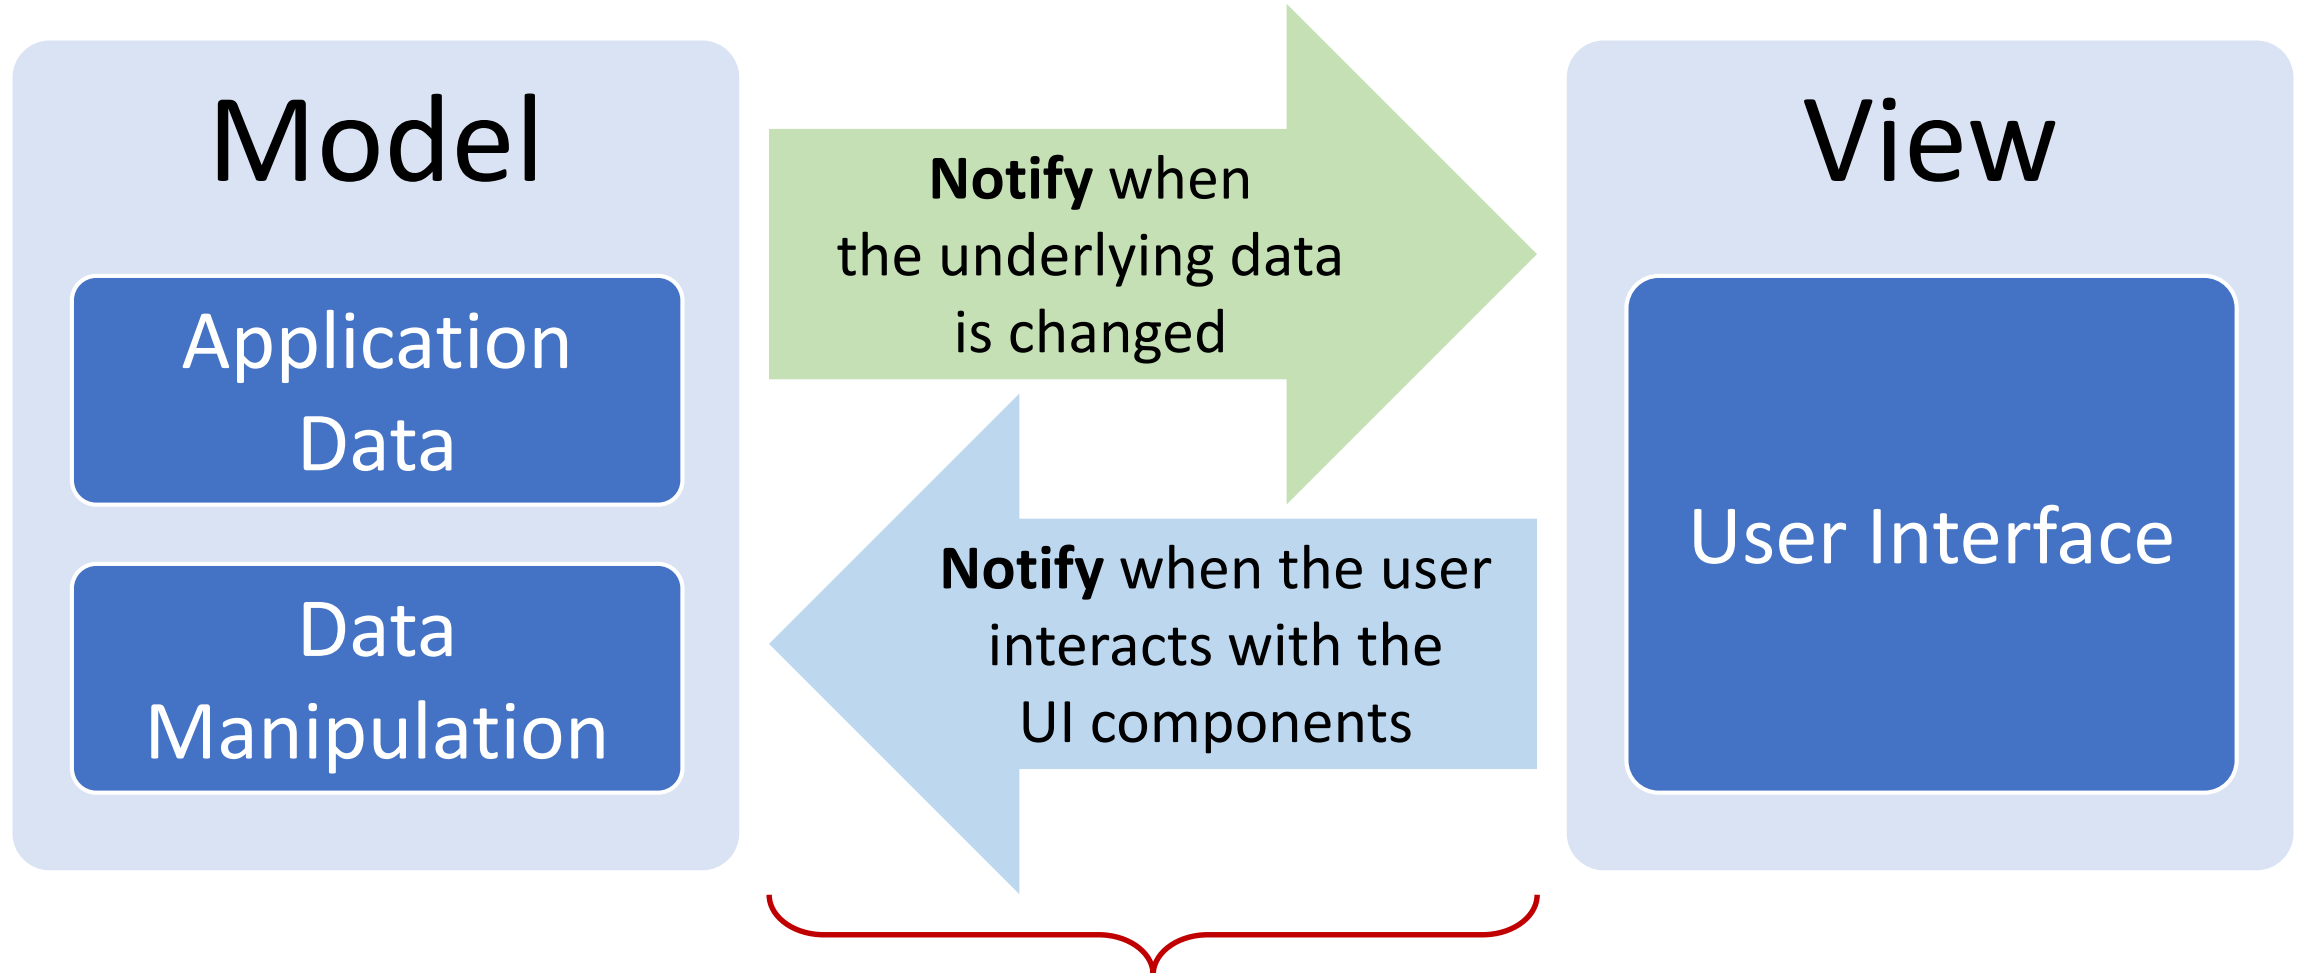 Model
Application
Data
Data
Manipulation
Notify when
the underlying data
is changed
Notify when the user
interacts with the
UI components
View
User Interface